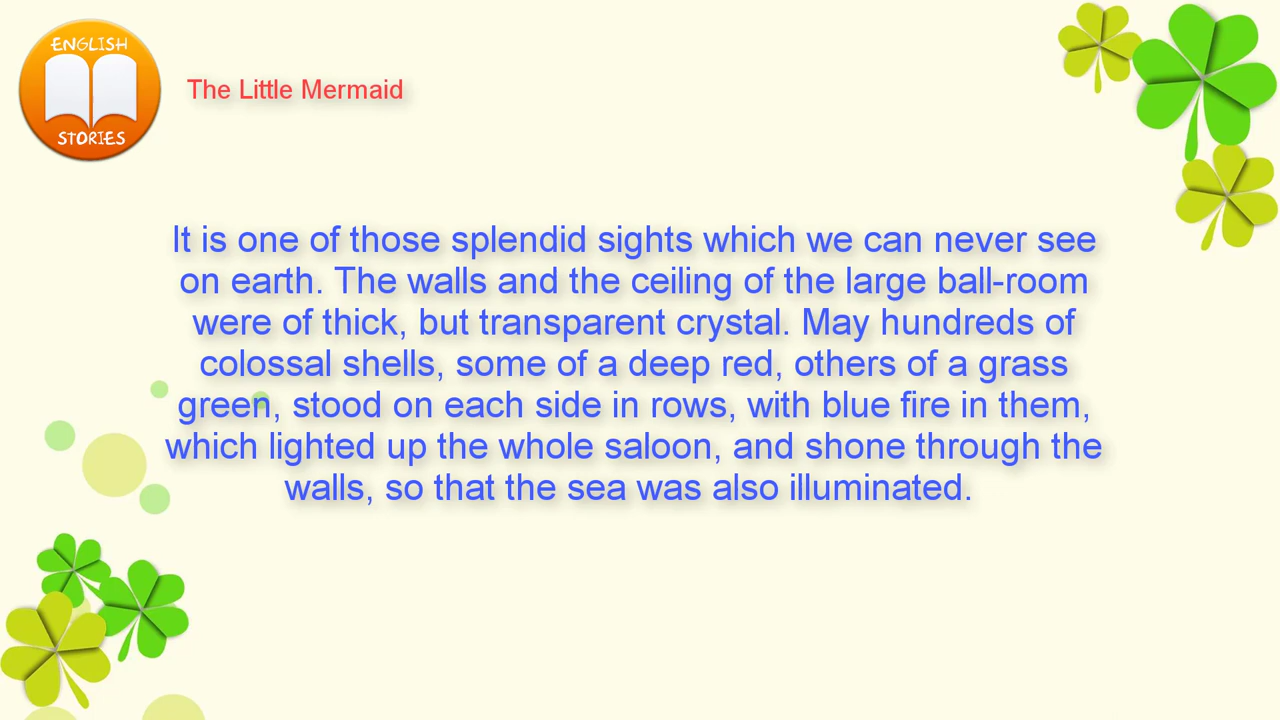 ENGLISH
STORIES
The Little Mermaid
It is one of those splendid sights which we can never see
on earth. The walls and the ceiling of the large ball-room
were of thick, but transparent crystal. May hundreds of
colossal shells, some of a deep red, others of a grass
green, stood on each side in rows, with blue fire in them,
which lighted up the whole saloon, and shone through the
walls, so that the sea was also illuminated.